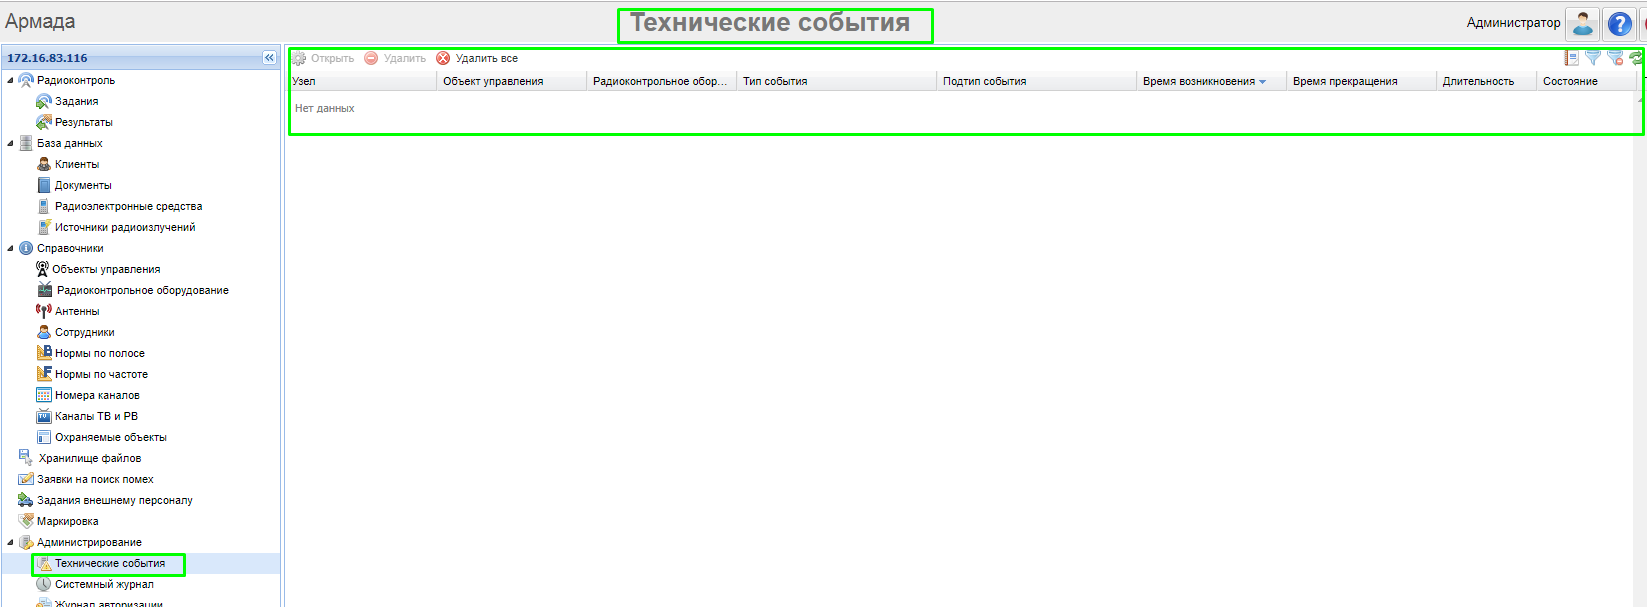 Армада
Технические события
Администратор
172.16.83.116
Радиоконтроль
Задания
Результаты
База данных
Клиенты
Документы
Радиоэлектронные средства
Источники радиоизлучений
Справочники
Объекты управления
Радиоконтрольное оборудование
Антенны
Сотрудники
Нормы по полосе
Нормы по частоте
Номера каналов
Каналы ТВ и РВ
Охраняемые объекты
Хранилище файлов
Заявки на поиск помех
Задания внешнему персоналу
Маркировка
Администрирование
Технические события
Системный журнал
Журнал авторизации
Открыть Удалить Удалить все
Узел Объект управления Радиоконтрольное обор... Тип события Подтип события Время возникновения Время прекращения Длительность Состояние
Нет данных